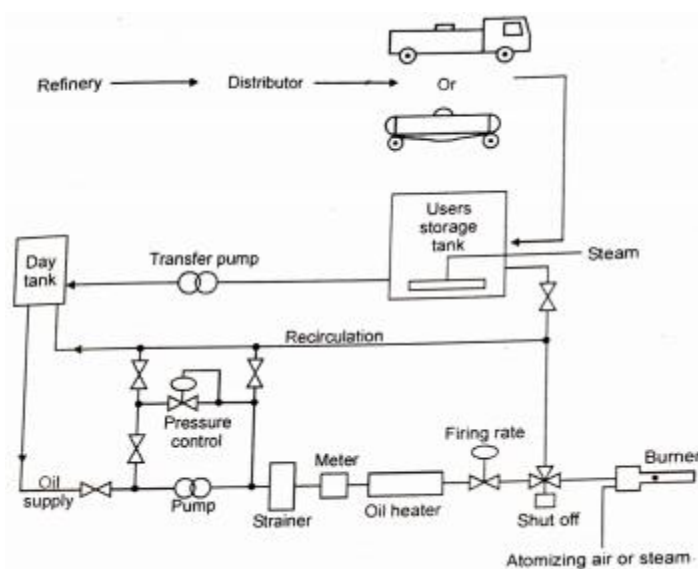 Refinery
Distributor
Or
Users
storage
tank
Steam
Day
tank
Transfer pump
Recirculation
Pressure
control
Firing rate
Meter
Burner
Oil
supply
Pump
Strainer
Oil heater
Shut off
Atomizing air or steam